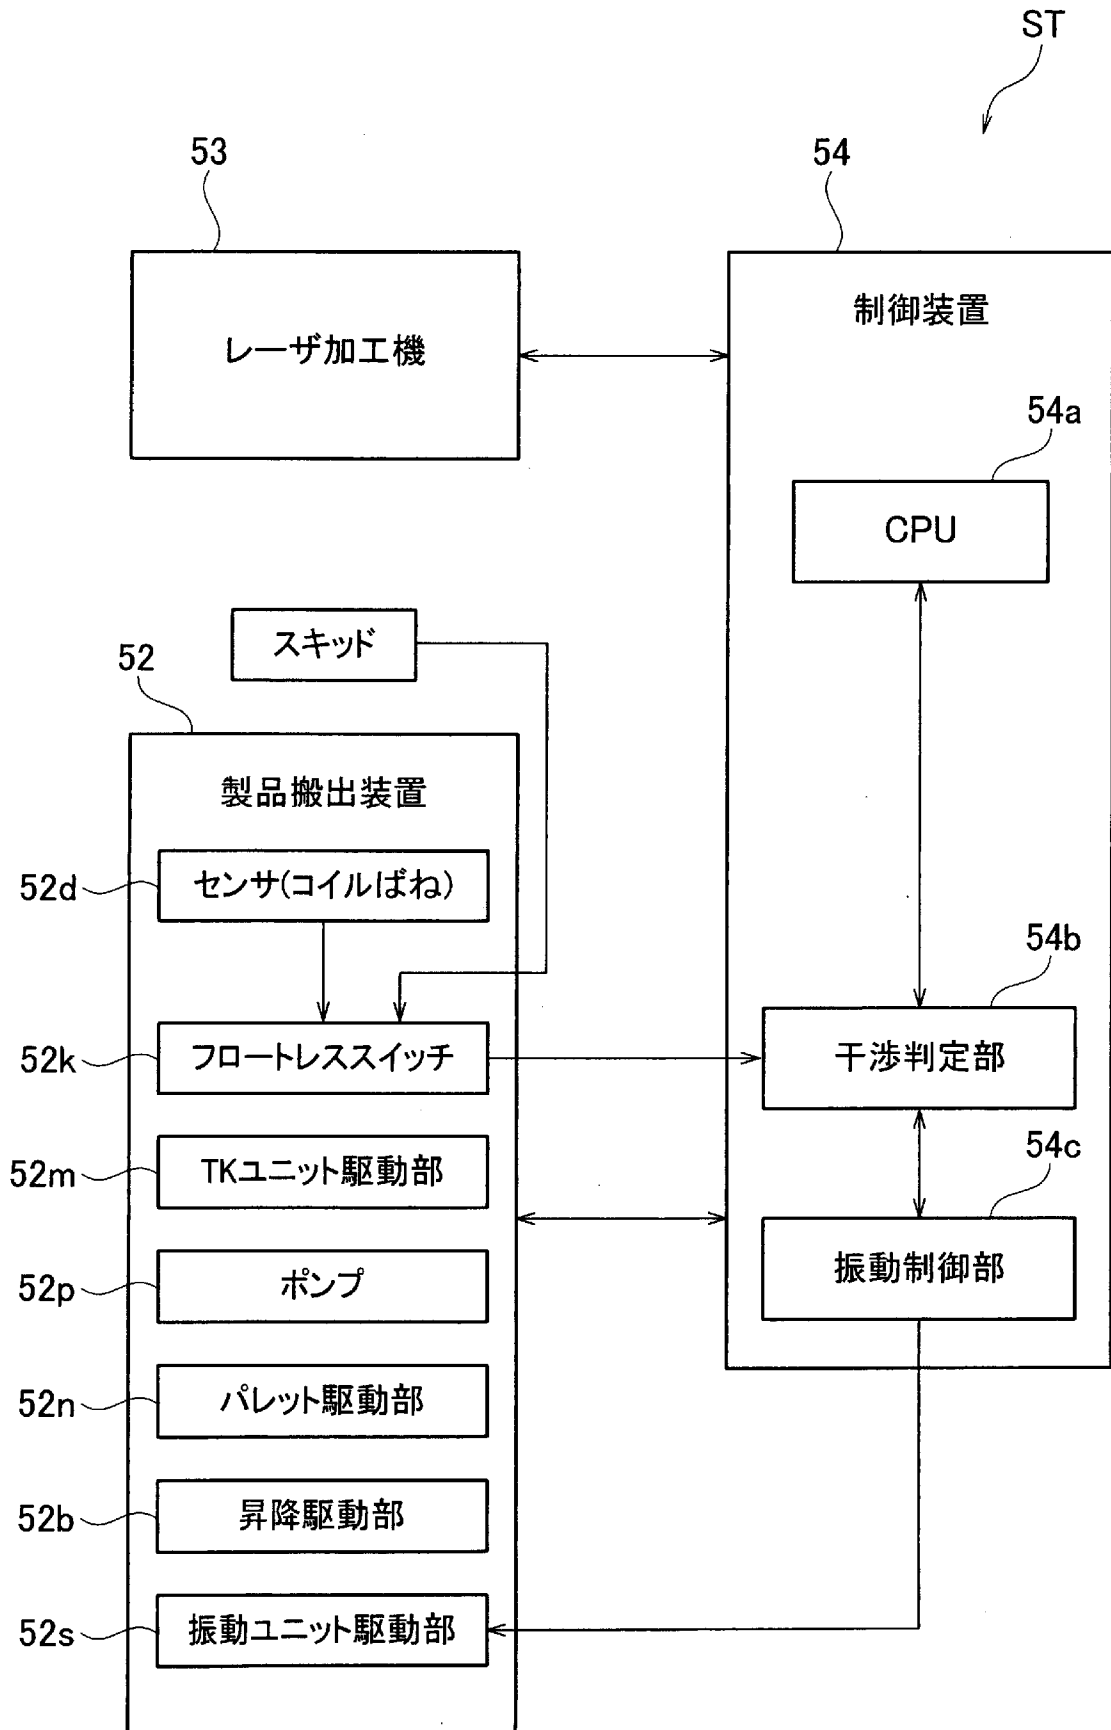 ST
53
54
制御装置
レーザ加工機
54a
CPU
スキッド
52
製品搬出装置
52d
センサ(コイルばね)
54b
52k
フロートレススイッチ
干渉判定部
52m
TKユニット駆動部
54c
52p
ポンプ
振動制御部
52n
パレット駆動部
52b
昇降駆動部
52s
振動ユニット駆動部